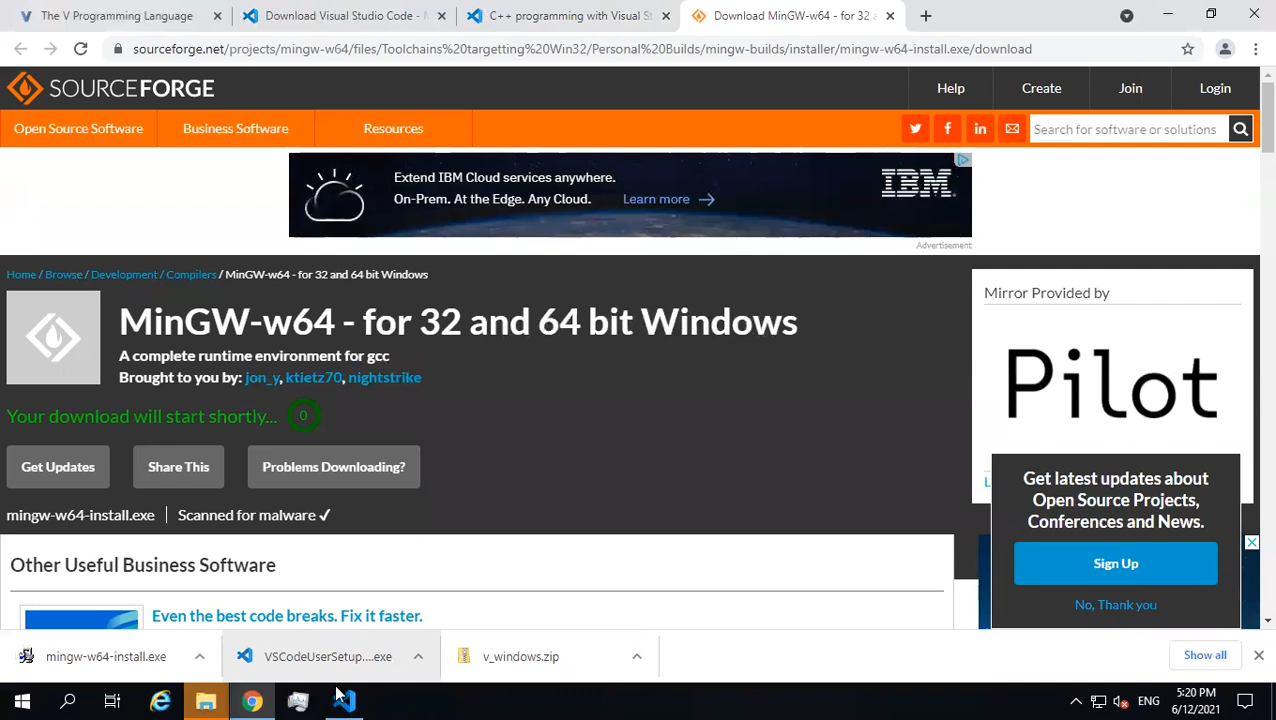 The V Programming Language
Download Visual Studio Code - M
C++ programming with Visual St
Download MinGW-w64 - for 32 a
sourceforge.net/projects/mingw-w64/files/Toolchains%20targetting%20Win32/Personal%20Builds/mingw-builds/installer/mingw-w64-install.exe/download
SOURCEFORGE
Help
Create
Join
Login
Open Source Software
Business Software
Resources
Search for software or solutions
Extend IBM Cloud services anywhere.
On-Prem. At the Edge. Any Cloud. Learn more
IBM
Advertisement
Home / Browse / Development / Compilers / MinGW-w64 - for 32 and 64 bit Windows
MinGW-w64 - for 32 and 64 bit Windows
A complete runtime environment for gcc
Brought to you by: jon_y, ktietz70, nightstrike
Your download will start shortly... 0
Get Updates
Share This
Problems Downloading?
mingw-w64-install.exe
Scanned for malware ✓
Mirror Provided by
Pilot
L
Get latest updates about
Open Source Projects,
Conferences and News.
Sign Up
No, Thank you
Other Useful Business Software
Even the best code breaks. Fix it faster.
mingw-w64-install.exe
VSCodeUserSetup....exe
v_windows.zip
Show all
ENG
5:20 PM
6/12/2021